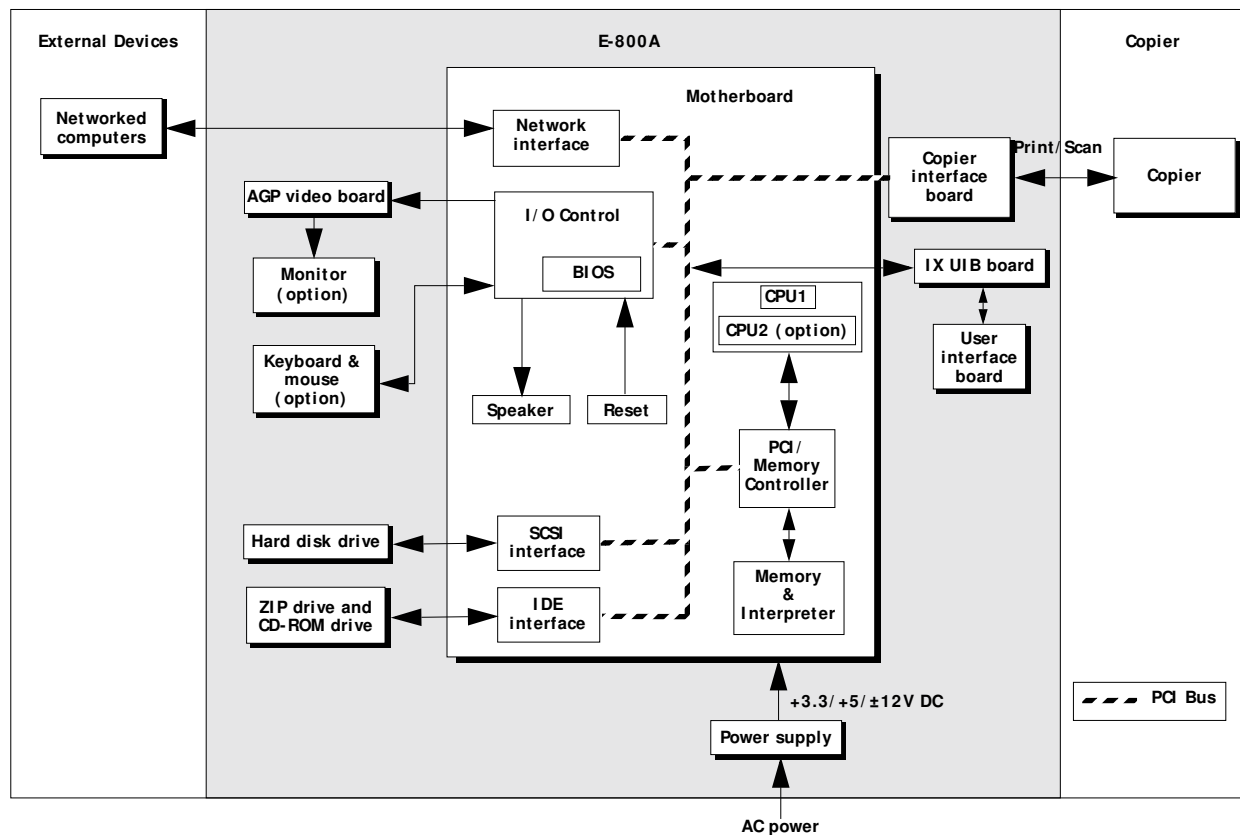 External Devices
E-800A
Copier
Motherboard
Networked
computers
Network
interface
Copier
interface
board
Print/Scan
Copier
AGP video board
I/O Control
BIOS
Monitor
(option)
IX UIB board
CPU1
CPU2 (option)
User
interface
board
Keyboard &
mouse
(option)
Speaker
Reset
PCI/
Memory
Controller
Hard disk drive
SCSI
interface
Memory
&
Interpreter
ZIP drive and
CD-ROM drive
IDE
interface
+3.3/+5/±12V DC
PCI Bus
Power supply
AC power